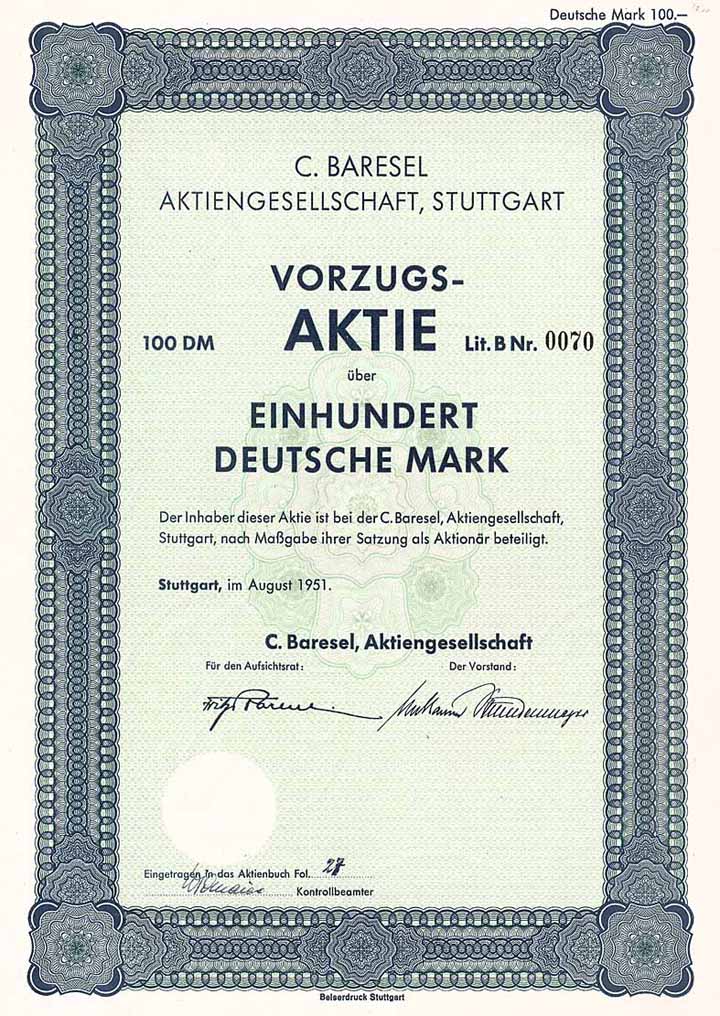 Deutsche Mark 100.—
C. BARESEL
AKTIENGESELLSCHAFT, STUTTGART
VORZUGS-
100 DM AKTIE Lit. B Nr. 0070
über
EINHUNDERT
DEUTSCHE MARK
Der Inhaber dieser Aktie ist bei der C. Baresel, Aktiengesellschaft,
Stuttgart, nach Maßgabe ihrer Satzung als Aktionär beteiligt.
Stuttgart, im August 1951.
C. Baresel, Aktiengesellschaft
Für den Aufsichtsrat: Der Vorstand:
Eingetragen in das Aktienbuch Fol. 27
Kontrollbeamter
Belserdruck Stuttgart